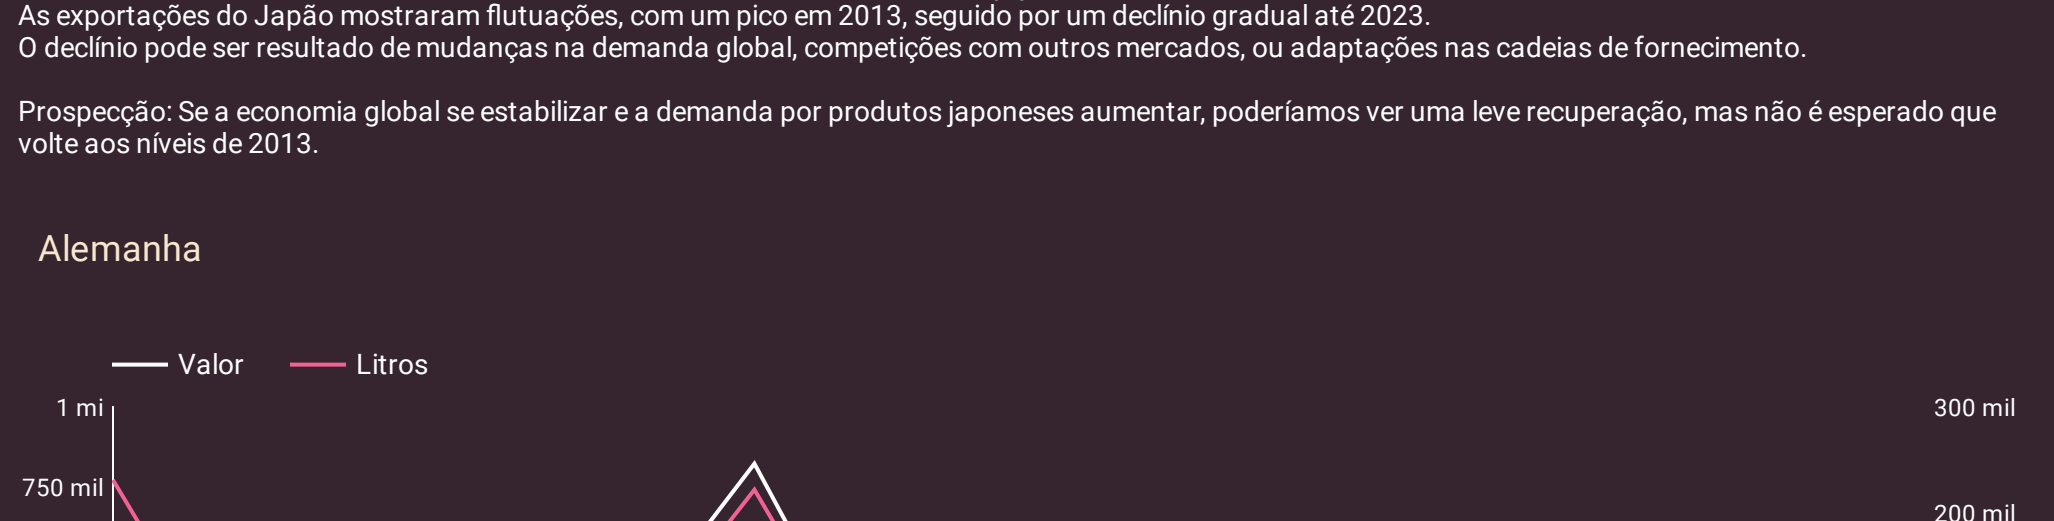 As exportações do Japão mostraram flutuações, com um pico em 2013, seguido por um declínio gradual até 2023.
O declínio pode ser resultado de mudanças na demanda global, competições com outros mercados, ou adaptações nas cadeias de fornecimento.
Prospecção: Se a economia global se estabilizar e a demanda por produtos japoneses aumentar, poderíamos ver uma leve recuperação, mas não é esperado que
volte aos níveis de 2013.
Alemanha
Valor Litros
1 mi 300 mil
750 mil
200 mil